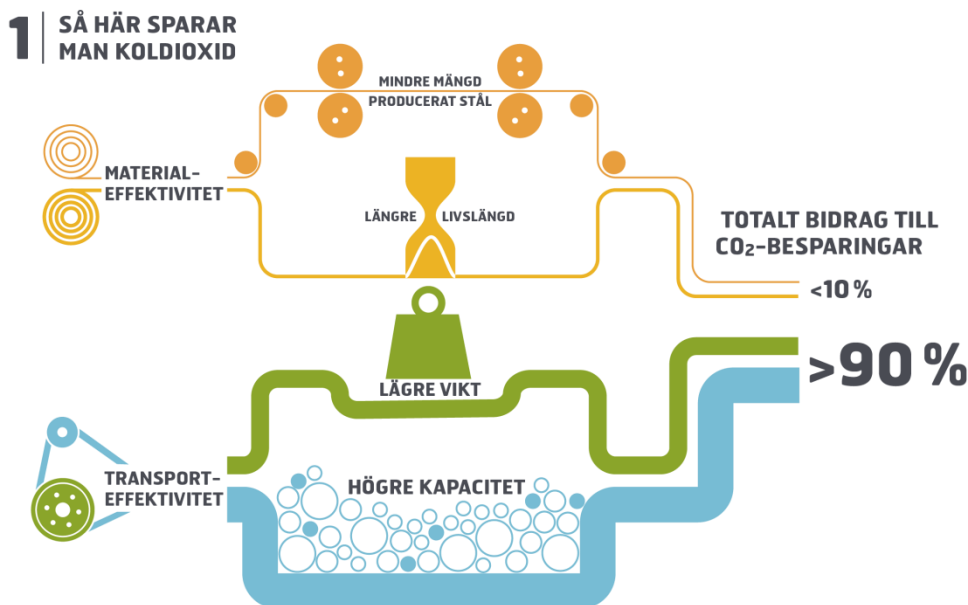 1
SÅ HÄR SPARAR
MAN KOLDIOXID
MINDRE MÄNGD
PRODUCERAT STÅL
MATERIAL-
EFFEKTIVITET
LÄNGRE LIVSLÄNGD
TOTALT BIDRAG TILL
CO₂-BESPARINGAR
<10 %
>90 %
LÄGRE VIKT
TRANSPORT-
EFFEKTIVITET
HÖGRE KAPACITET